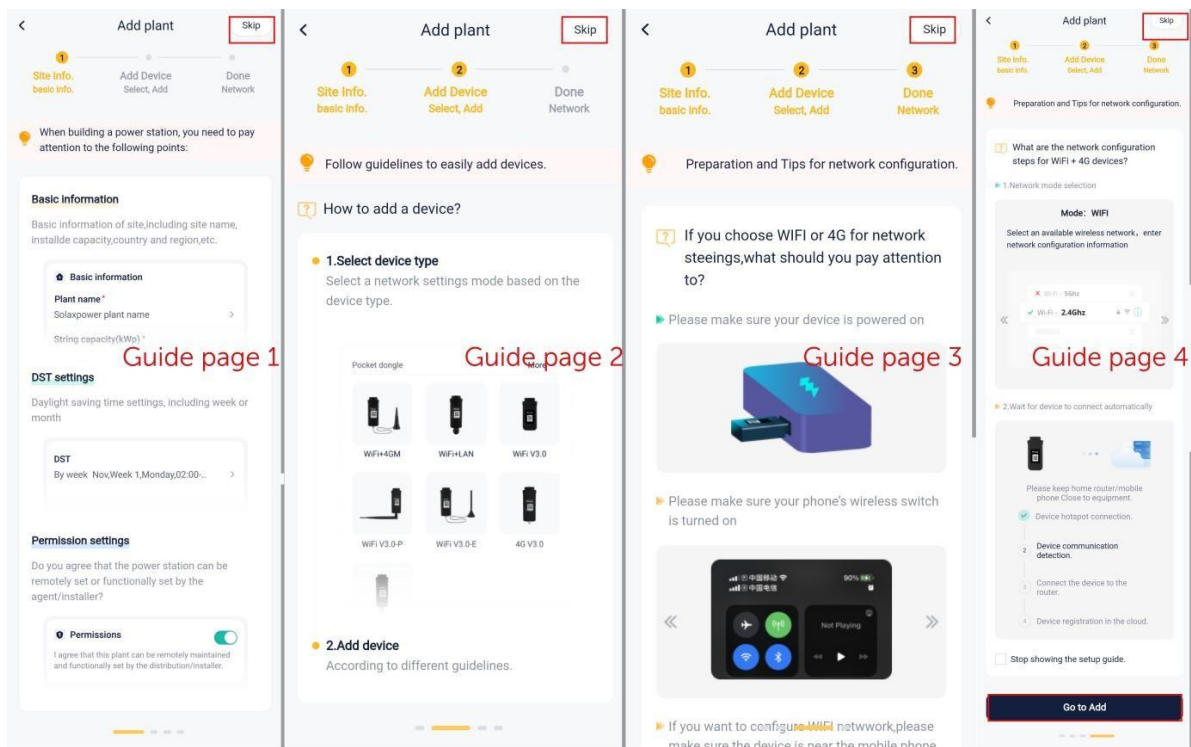 Add plant
Skip
1
Site Info.
basic info.
Add Device
Select, Add
Done
Network
When building a power station, you need to pay
attention to the following points:
Basic information
Basic information of site,including site name,
installde capacity,country and region,etc.
Basic information
Plant name*
Solaxpower plant name
String capacity(kWp)*
Guide page 1
DST settings
Daylight saving time settings, including week or
month
DST
By week Nov,Week 1,Monday,02:00-..
Permission settings
Do you agree that the power station can be
remotely set or functionally set by the
agent/installer?
Permissions
I agree that this plant can be remotely maintained
and functionally set by the distribution/installer.
Add plant
Skip
1
2
Site Info.
basic info.
Add Device
Select, Add
Done
Network
Follow guidelines to easily add devices.
How to add a device?
1.Select device type
Select a network settings mode based on the
device type.
Guide page 2
Pocket dongle
More
WiFi+4GM
WiFi+LAN
WiFi V3.0
WiFi V3.0-P
WiFi V3.0-E
4G V3.0
2.Add device
According to different guidelines.
Add plant
Skip
1
2
3
Site Info.
basic info.
Add Device
Select, Add
Done
Network
Preparation and Tips for network configuration.
If you choose WIFI or 4G for network
steeings,what should you pay attention
to?
Please make sure your device is powered on
Guide page 3
Please make sure your phone's wireless switch
is turned on
中国移动
90%
中国电信
Not Playing
If you want to configure WIFI netwwork,please
make sure the device is near the mobile phone
Add plant
Skip
1
2
3
Site Info.
basic info.
Add Device
Select, Add
Done
Network
Preparation and Tips for network configuration.
What are the network configuration
steps for WiFi + 4G devices?
1.Network mode selection
Mode: WIFI
Select an available wireless network，enter
network configuration information
Wi-Fi - 5Ghz
Wi-Fi - 2.4Ghz
Guide page 4
2.Wait for device to connect automatically
Please keep home router/mobile
phone Close to equipment.
Device hotspot connection.
2
Device communication
detection.
3
Connect the device to the
router.
4
Device registration in the cloud.
Stop showing the setup guide.
Go to Add